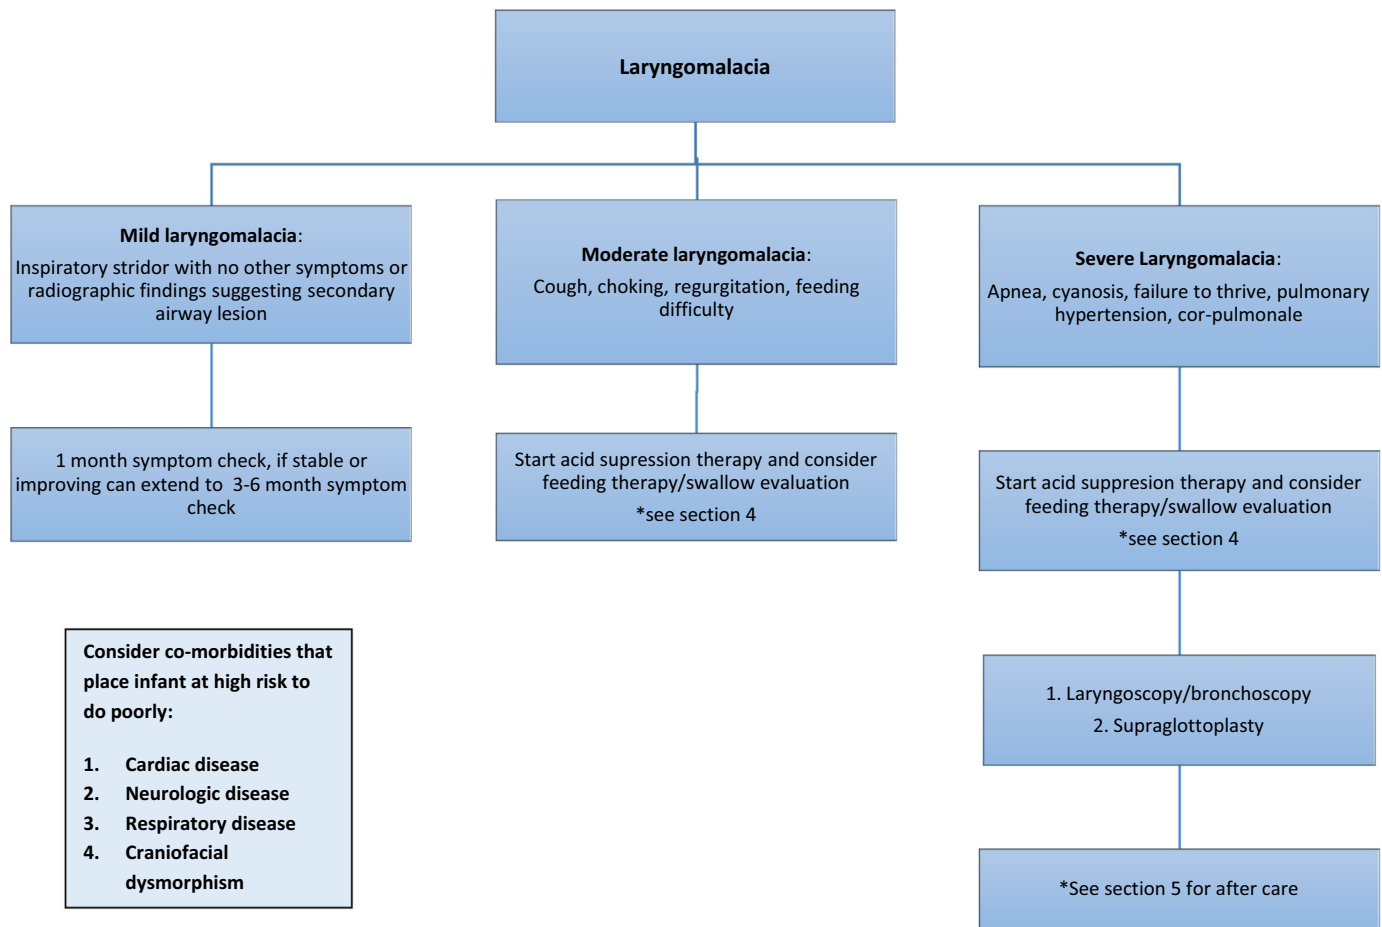 Laryngomalacia
Mild laryngomalacia:
Inspiratory stridor with no other symptoms or
radiographic findings suggesting secondary
airway lesion
Moderate laryngomalacia:
Cough, choking, regurgitation, feeding
difficulty
Severe Laryngomalacia:
Apnea, cyanosis, failure to thrive, pulmonary
hypertension, cor-pulmonale
1 month symptom check, if stable or
improving can extend to 3-6 month symptom
check
Start acid supression therapy and consider
feeding therapy/swallow evaluation
*see section 4
Start acid suppresion therapy and consider
feeding therapy/swallow evaluation
*see section 4
Consider co-morbidities that
place infant at high risk to
do poorly:
1. Cardiac disease
2. Neurologic disease
3. Respiratory disease
4. Craniofacial
dysmorphism
1. Laryngoscopy/bronchoscopy
2. Supraglottoplasty
*See section 5 for after care